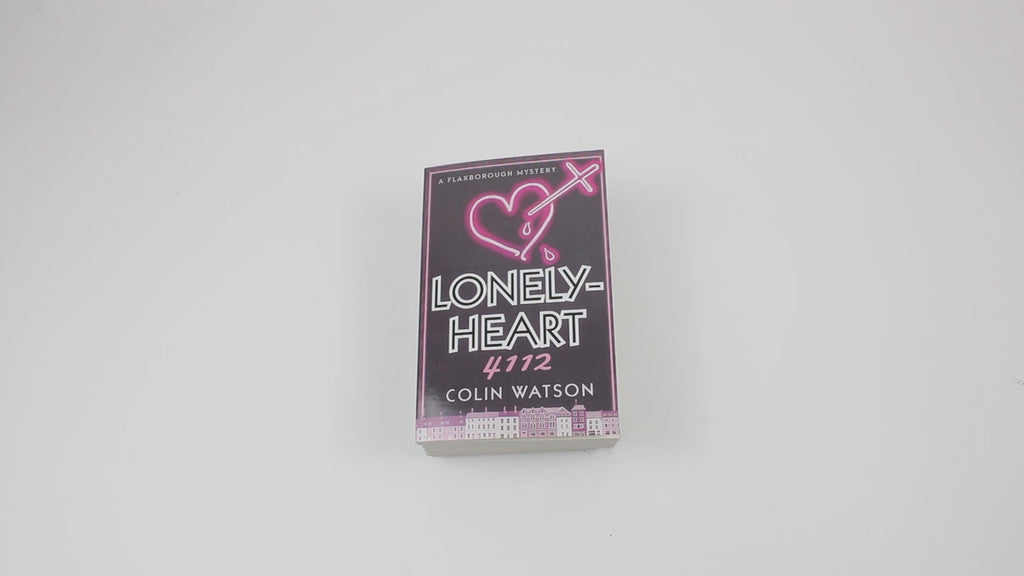 A FLAXBOROUGH MYSTERY
LONELY-
HEART
4112
COLIN WATSON